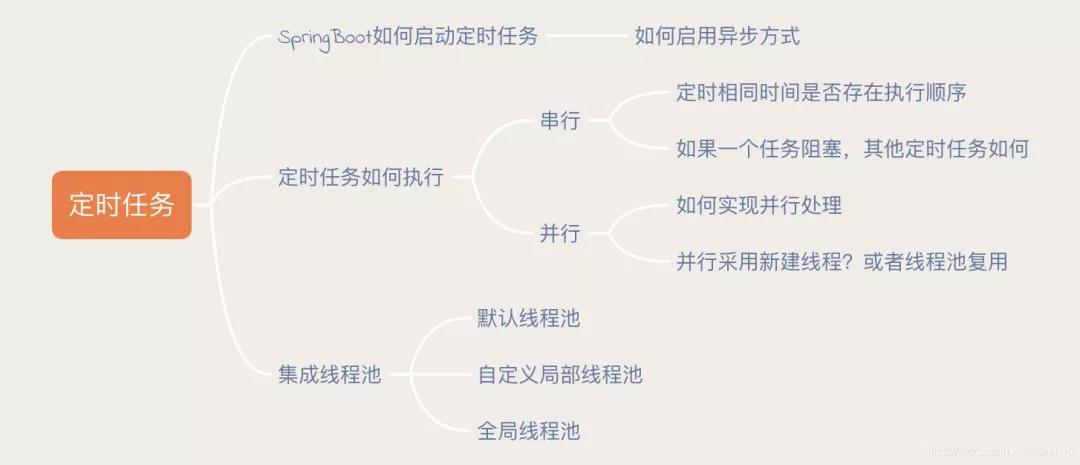 SpringBoot如何启动定时任务
如何启用异步方式
定时相同时间是否存在执行顺序
串行
如果一个任务阻塞，其他定时任务如何
定时任务如何执行
定时任务
如何实现并行处理
并行
并行采用新建线程？或者线程池复用
默认线程池
集成线程池
自定义局部线程池
全局线程池